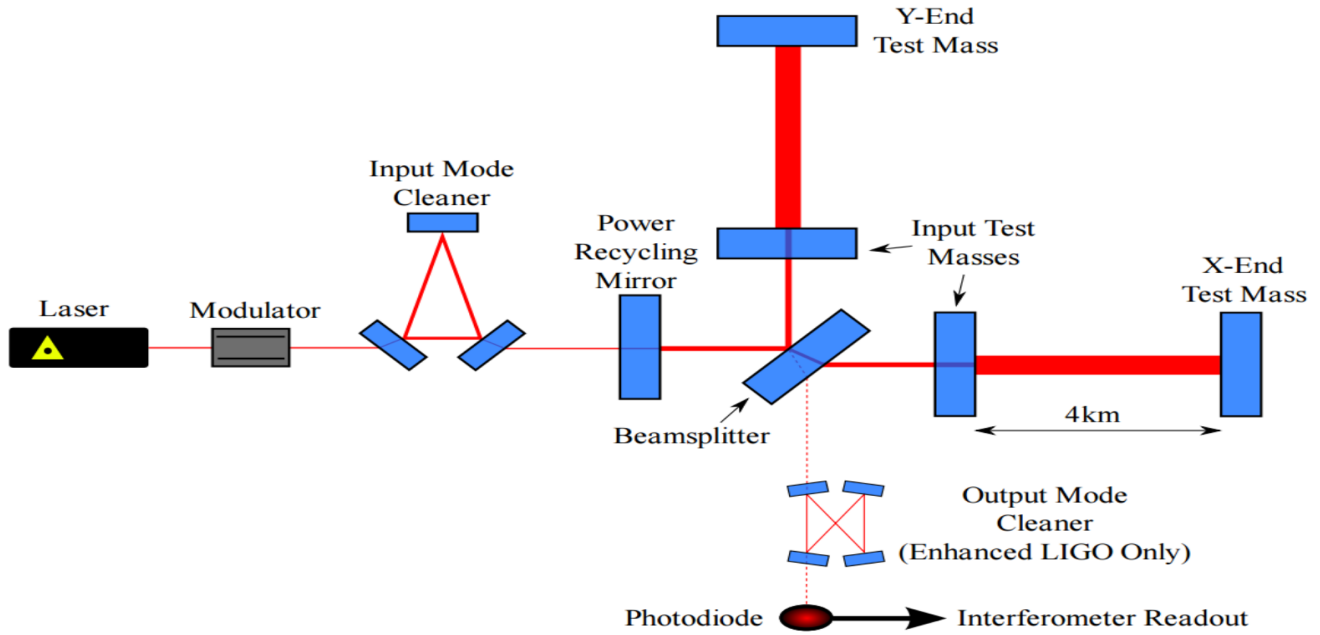 Y-End
Test Mass
Input Mode
Cleaner
Power
Recycling
Mirror
Input Test
Masses
X-End
Test Mass
Laser
Modulator
4km
Beamsplitter
Output Mode
Cleaner
(Enhanced LIGO Only)
Photodiode
Interferometer Readout